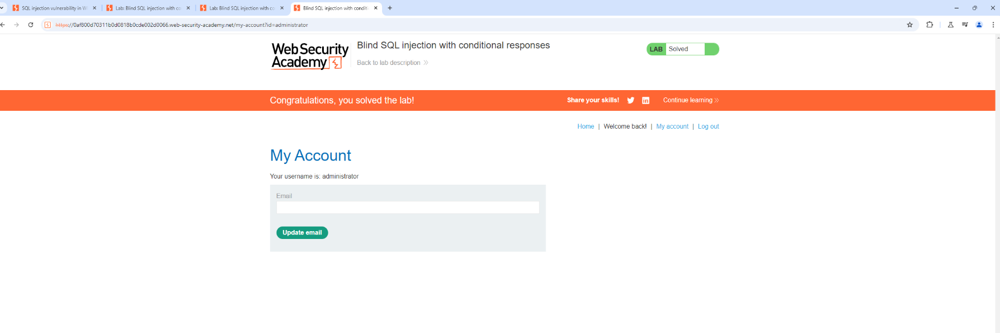 SQL injection vulnerability in W
Lab: Blind SQL injection with co
Lab: Blind SQL injection with co
Blind SQL injection with conditi
https://0af800d70311b0d0818b0cde002d0066.web-security-academy.net/my-account?id=administrator
Web Security
Academy
Blind SQL injection with conditional responses
Back to lab description
LAB Solved
Congratulations, you solved the lab!
Share your skills!
Continue learning
Home | Welcome back! | My account | Log out
My Account
Your username is: administrator
Email
Update email